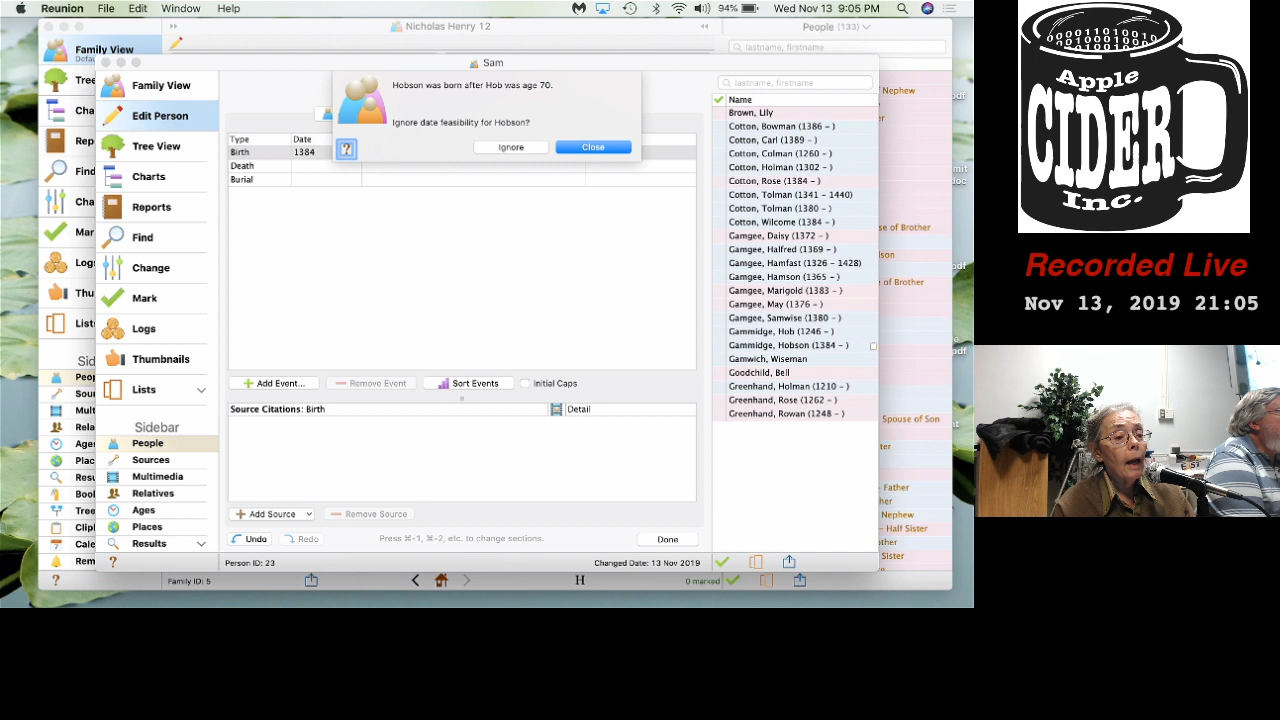 Reunion File Edit Window Help
94% Wed Nov 13 9:05 PM
Nicholas Henry 12
People (133)
Family View
lastname, firstname
Sam
Hobson was born after Hob was age 70.
Ignore date feasibility for Hobson?
Ignore Close
Family View
Edit Person
Tree View
Charts
Reports
Find
Change
Mark
Logs
Thumbnails
Lists
Sidebar
People
Sources
Multimedia
Relatives
Ages
Places
Results
Type Date
Birth 1384
Death
Burial
Add Event... Remove Event Sort Events Initial Caps
Source Citations: Birth Detail
Add Source Remove Source
Undo Redo Press ⌘-1, ⌘-2, etc. to change sections. Done
Person ID: 23 Changed Date: 13 Nov 2019
lastname, firstname
Name
Brown, Lily
Cotton, Bowman (1386 - )
Cotton, Carl (1389 - )
Cotton, Colman (1260 - )
Cotton, Holman (1302 - )
Cotton, Rose (1384 - )
Cotton, Tolman (1341 - 1440)
Cotton, Tolman (1380 - )
Cotton, Wilcome (1384 - )
Gamgee, Daisy (1372 - )
Gamgee, Halfred (1369 - )
Gamgee, Hamfast (1326 - 1428)
Gamgee, Hamson (1365 - )
Gamgee, Marigold (1383 - )
Gamgee, May (1376 - )
Gamgee, Samwise (1380 - )
Gammidge, Hob (1246 - )
Gammidge, Hobson (1384 - )
Gamwich, Wiseman
Goodchild, Bell
Greenhand, Holman (1210 - )
Greenhand, Rose (1262 - )
Greenhand, Rowan (1248 - )
of Nephew
se of Brother
e of Brother
Spouse of Son
- Father
Nephew
- Half Sister
Sister
Family ID: 5 H 0 marked
Apple
CIDER
Inc.
Recorded Live
Nov 13, 2019 21:05